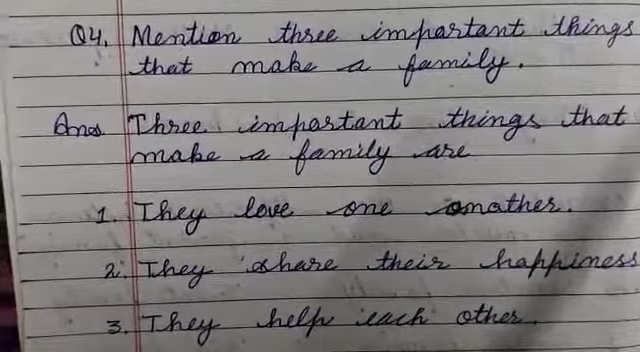 Q4. Mention three important things
that make a family.
Ans Three important things that
make a family are
1. They love one another.
2. They share their happiness
3. They help each other.